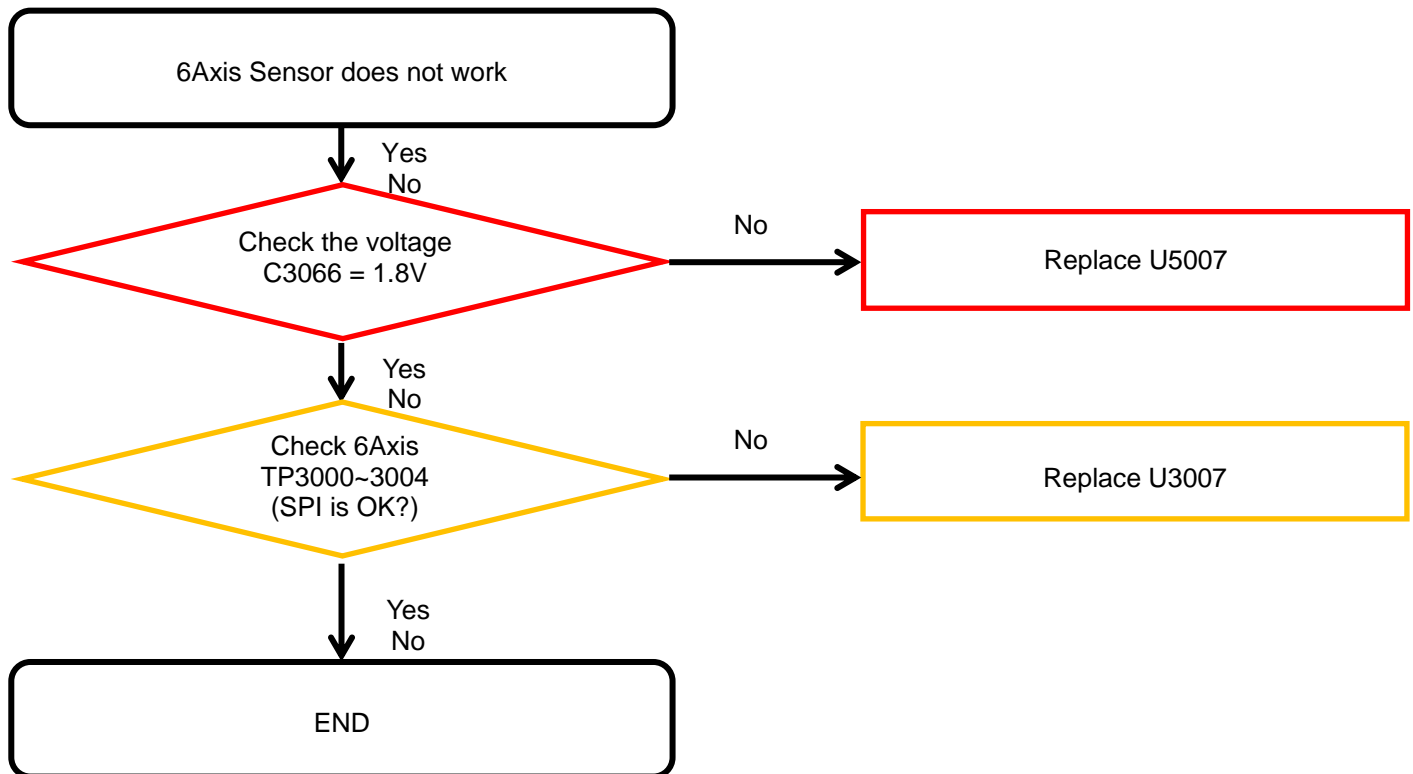 6Axis Sensor does not work
Yes
No
Check the voltage
C3066 = 1.8V
No
Replace U5007
Yes
No
Check 6Axis
TP3000~3004
(SPI is OK?)
No
Replace U3007
Yes
No
END